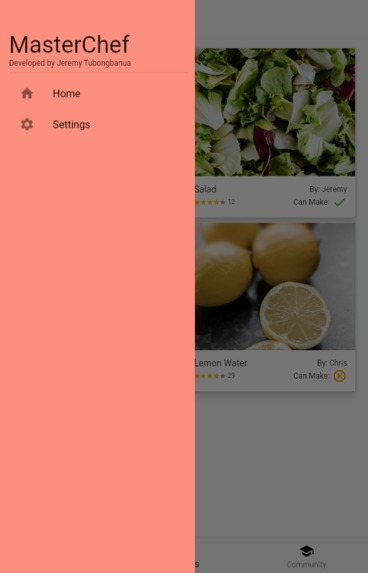 MasterChef
Developed by Jeremy Tubongbanua
Home
Settings
Salad
By: Jeremy
12
Can Make:
Lemon Water
By: Chris
29
Can Make:
s
Community